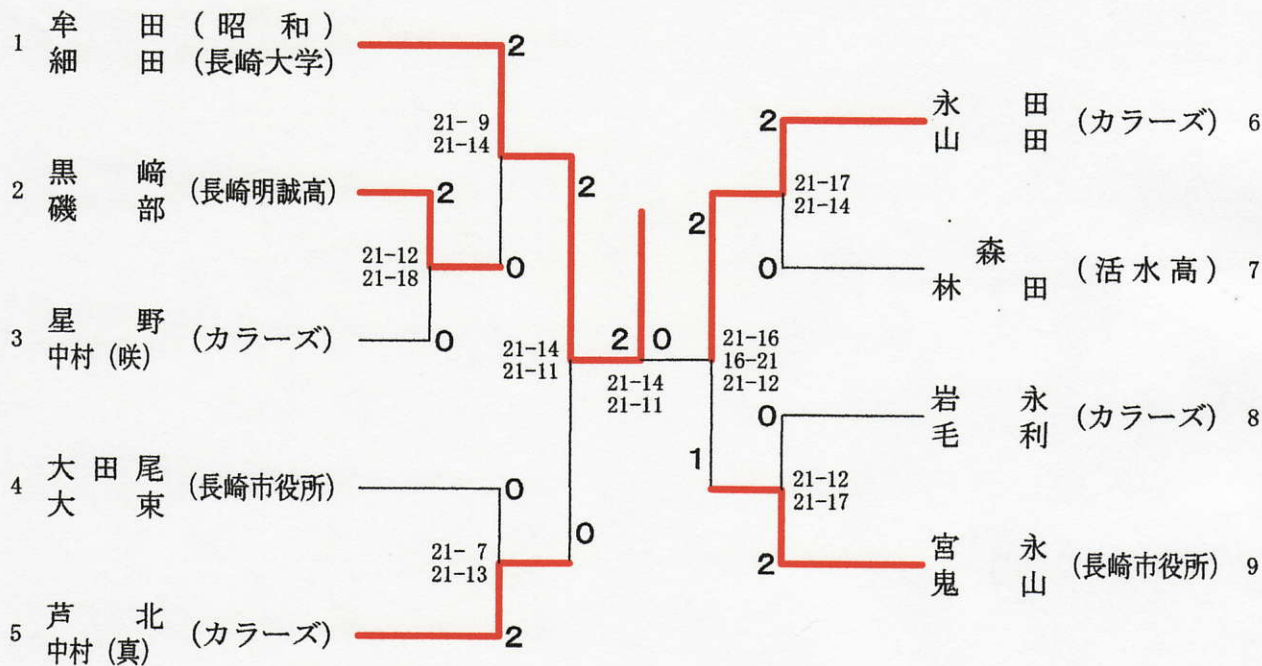 1 牟田 (昭和) 2
細田 (長崎大学)
21- 9
21-14
2 黒﨑 (長崎明誠高) 2 2
磯部
21-12
21-18
0
3 星野 (カラーズ) 0
中村 (咲)
21-14
21-11
2 0
21-14
21-11
4 大田尾 (長崎市役所) 0
大東
0
21- 7
21-13
5 芦北 (カラーズ) 2
中村 (真)
2 永田 (カラーズ) 6
山田
21-17
21-14
2
0 森 (活水高) 7
林田
21-16
16-21
21-12
0 岩永 (カラーズ) 8
毛利
1
21-12
21-17
2 宮永 (長崎市役所) 9
鬼山